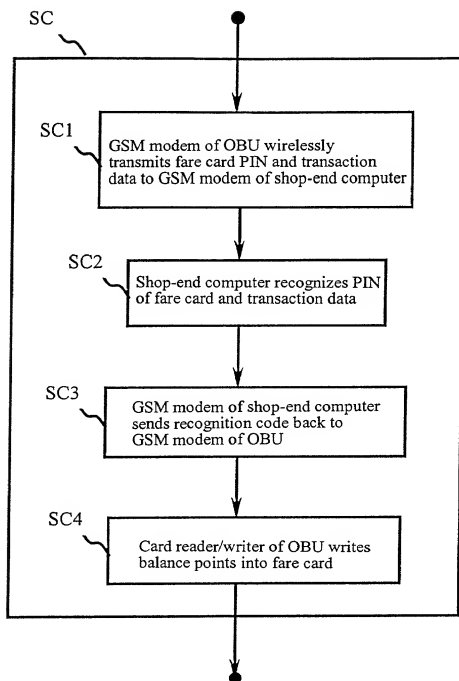 SC
SC1
GSM modem of OBU wirelessly
transmits fare card PIN and transaction
data to GSM modem of shop-end computer
SC2
Shop-end computer recognizes PIN
of fare card and transaction data
SC3
GSM modem of shop-end computer
sends recognition code back to
GSM modem of OBU
SC4
Card reader/writer of OBU writes
balance points into fare card